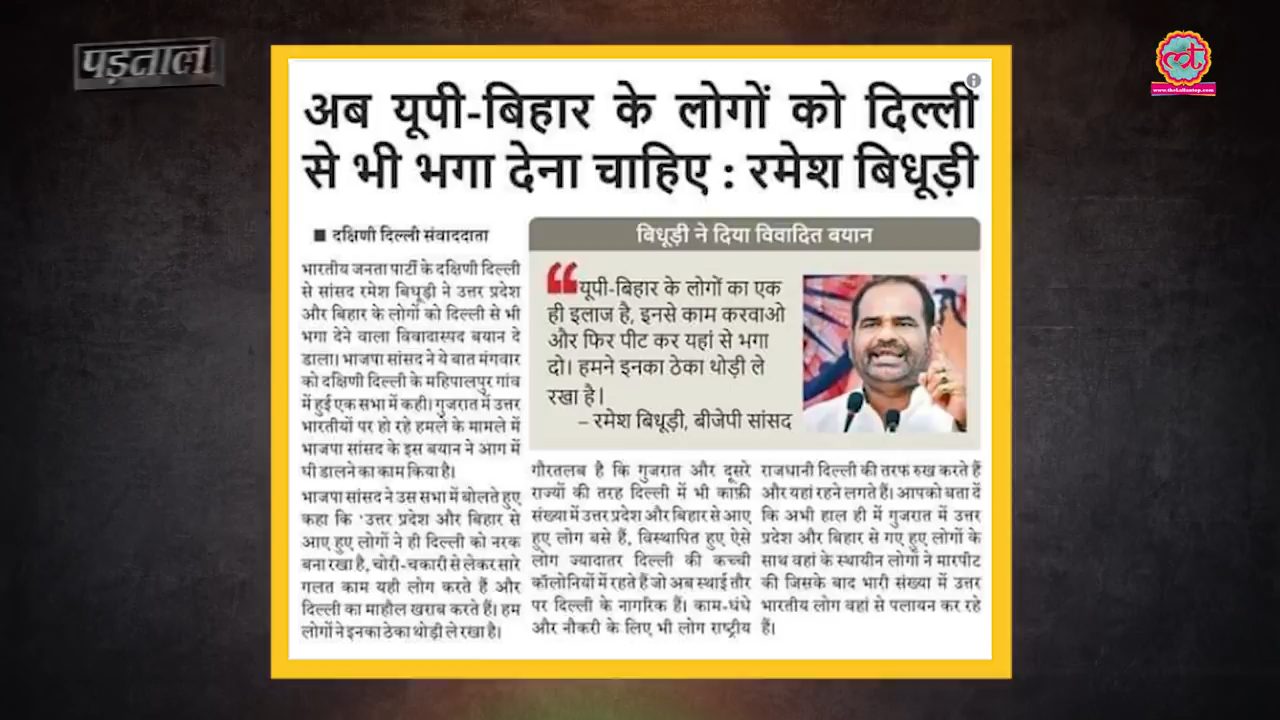 पड़ताल
lt
www.thelallantop.com
अब यूपी-बिहार के लोगों को दिल्ली
से भी भगा देना चाहिए : रमेश बिधूड़ी
■ दक्षिणी दिल्ली संवाददाता
भारतीय जनता पार्टी के दक्षिणी दिल्ली
से सांसद रमेश बिधूड़ी ने उत्तर प्रदेश
और बिहार के लोगों को दिल्ली से भी
भगा देने वाला विवादास्पद बयान दे
डाला। भाजपा सांसद ने ये बात मंगवार
को दक्षिणी दिल्ली के महिपालपुर गांव
में हुई एक सभा में कही। गुजरात में उत्तर
भारतीयों पर हो रहे हमले के मामले में
भाजपा सांसद के इस बयान ने आग में
घी डालने का काम किया है।
भाजपा सांसद ने उस सभा में बोलते हुए
कहा कि 'उत्तर प्रदेश और बिहार से
आए हुए लोगों ने ही दिल्ली को नरक
बना रखा है, चोरी-चकारी से लेकर सारे
गलत काम यही लोग करते हैं और
दिल्ली का माहौल खराब करते हैं। हम
लोगों ने इनका ठेका थोड़ी ले रखा है।
बिधूड़ी ने दिया विवादित बयान
“यूपी-बिहार के लोगों का एक
ही इलाज है, इनसे काम करवाओ
और फिर पीट कर यहां से भगा
दो। हमने इनका ठेका थोड़ी ले
रखा है।
– रमेश बिधूड़ी, बीजेपी सांसद
गौरतलब है कि गुजरात और दूसरे
राज्यों की तरह दिल्ली में भी काफ़ी
संख्या में उत्तर प्रदेश और बिहार से आए
हुए लोग बसे हैं, विस्थापित हुए ऐसे
लोग ज्यादातर दिल्ली की कच्ची
कॉलोनियों में रहते हैं जो अब स्थाई तौर
पर दिल्ली के नागरिक हैं। काम-धंधे
और नौकरी के लिए भी लोग राष्ट्रीय
राजधानी दिल्ली की तरफ रुख करते हैं
और यहां रहने लगते हैं। आपको बता दें
कि अभी हाल ही में गुजरात में उत्तर
प्रदेश और बिहार से गए हुए लोगों के
साथ वहां के स्थायीन लोगों ने मारपीट
की जिसके बाद भारी संख्या में उत्तर
भारतीय लोग वहां से पलायन कर रहे
हैं।